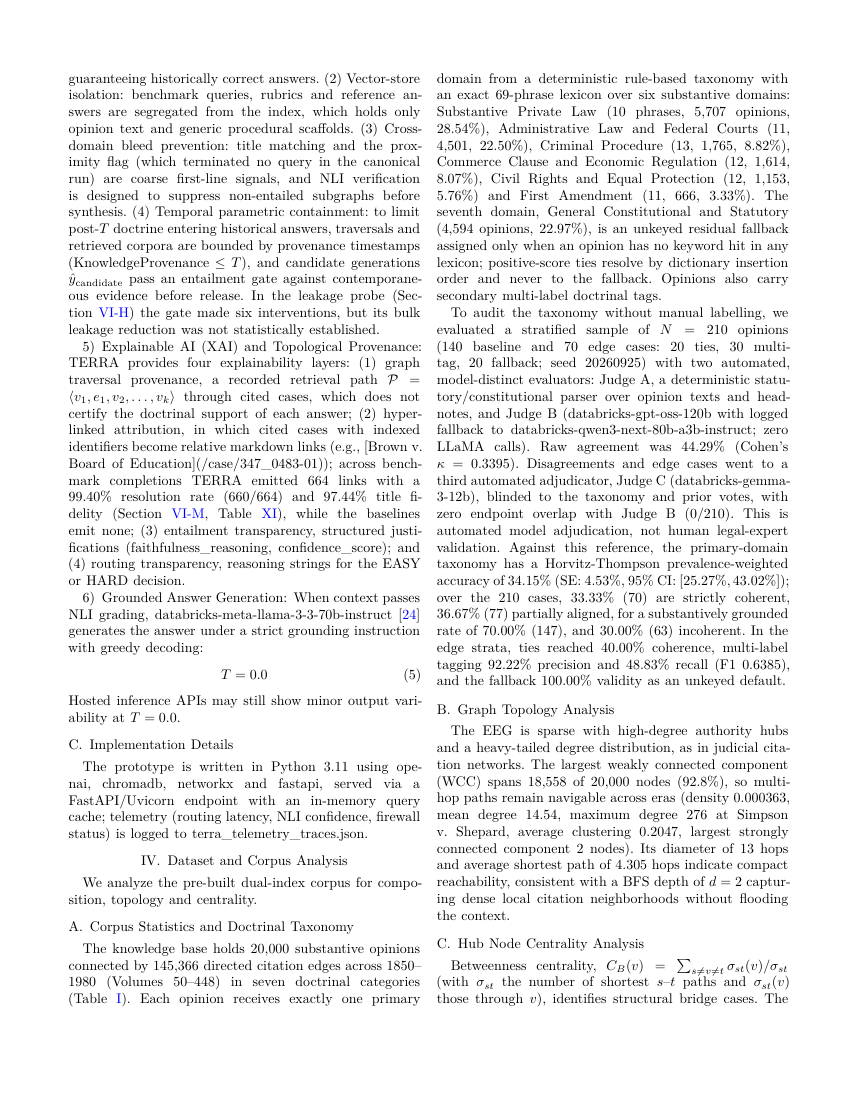 guaranteeing historically correct answers. (2) Vector-store
isolation: benchmark queries, rubrics and reference an-
swers are segregated from the index, which holds only
opinion text and generic procedural scaffolds. (3) Cross-
domain bleed prevention: title matching and the prox-
imity flag (which terminated no query in the canonical
run) are coarse first-line signals, and NLI verification
is designed to suppress non-entailed subgraphs before
synthesis. (4) Temporal parametric containment: to limit
post-T doctrine entering historical answers, traversals and
retrieved corpora are bounded by provenance timestamps
(KnowledgeProvenance ≤ T), and candidate generations
ŷcandidate pass an entailment gate against contemporane-
ous evidence before release. In the leakage probe (Sec-
tion VI-H) the gate made six interventions, but its bulk
leakage reduction was not statistically established.
5) Explainable AI (XAI) and Topological Provenance:
TERRA provides four explainability layers: (1) graph
traversal provenance, a recorded retrieval path 𝒫 =
⟨v₁, e₁, v₂, . . . , vₖ⟩ through cited cases, which does not
certify the doctrinal support of each answer; (2) hyper-
linked attribution, in which cited cases with indexed
identifiers become relative markdown links (e.g., [Brown v.
Board of Education](/case/347_0483-01)); across bench-
mark completions TERRA emitted 664 links with a
99.40% resolution rate (660/664) and 97.44% title fi-
delity (Section VI-M, Table XI), while the baselines
emit none; (3) entailment transparency, structured justi-
fications (faithfulness_reasoning, confidence_score); and
(4) routing transparency, reasoning strings for the EASY
or HARD decision.
6) Grounded Answer Generation: When context passes
NLI grading, databricks-meta-llama-3-3-70b-instruct [24]
generates the answer under a strict grounding instruction
with greedy decoding:
T = 0.0 (5)
Hosted inference APIs may still show minor output vari-
ability at T = 0.0.
C. Implementation Details
The prototype is written in Python 3.11 using ope-
nai, chromadb, networkx and fastapi, served via a
FastAPI/Uvicorn endpoint with an in-memory query
cache; telemetry (routing latency, NLI confidence, firewall
status) is logged to terra_telemetry_traces.json.
IV. Dataset and Corpus Analysis
We analyze the pre-built dual-index corpus for compo-
sition, topology and centrality.
A. Corpus Statistics and Doctrinal Taxonomy
The knowledge base holds 20,000 substantive opinions
connected by 145,366 directed citation edges across 1850–
1980 (Volumes 50–448) in seven doctrinal categories
(Table I). Each opinion receives exactly one primary
domain from a deterministic rule-based taxonomy with
an exact 69-phrase lexicon over six substantive domains:
Substantive Private Law (10 phrases, 5,707 opinions,
28.54%), Administrative Law and Federal Courts (11,
4,501, 22.50%), Criminal Procedure (13, 1,765, 8.82%),
Commerce Clause and Economic Regulation (12, 1,614,
8.07%), Civil Rights and Equal Protection (12, 1,153,
5.76%) and First Amendment (11, 666, 3.33%). The
seventh domain, General Constitutional and Statutory
(4,594 opinions, 22.97%), is an unkeyed residual fallback
assigned only when an opinion has no keyword hit in any
lexicon; positive-score ties resolve by dictionary insertion
order and never to the fallback. Opinions also carry
secondary multi-label doctrinal tags.
To audit the taxonomy without manual labelling, we
evaluated a stratified sample of N = 210 opinions
(140 baseline and 70 edge cases: 20 ties, 30 multi-
tag, 20 fallback; seed 20260925) with two automated,
model-distinct evaluators: Judge A, a deterministic statu-
tory/constitutional parser over opinion texts and head-
notes, and Judge B (databricks-gpt-oss-120b with logged
fallback to databricks-qwen3-next-80b-a3b-instruct; zero
LLaMA calls). Raw agreement was 44.29% (Cohen's
κ = 0.3395). Disagreements and edge cases went to a
third automated adjudicator, Judge C (databricks-gemma-
3-12b), blinded to the taxonomy and prior votes, with
zero endpoint overlap with Judge B (0/210). This is
automated model adjudication, not human legal-expert
validation. Against this reference, the primary-domain
taxonomy has a Horvitz-Thompson prevalence-weighted
accuracy of 34.15% (SE: 4.53%, 95% CI: [25.27%, 43.02%]);
over the 210 cases, 33.33% (70) are strictly coherent,
36.67% (77) partially aligned, for a substantively grounded
rate of 70.00% (147), and 30.00% (63) incoherent. In the
edge strata, ties reached 40.00% coherence, multi-label
tagging 92.22% precision and 48.83% recall (F1 0.6385),
and the fallback 100.00% validity as an unkeyed default.
B. Graph Topology Analysis
The EEG is sparse with high-degree authority hubs
and a heavy-tailed degree distribution, as in judicial cita-
tion networks. The largest weakly connected component
(WCC) spans 18,558 of 20,000 nodes (92.8%), so multi-
hop paths remain navigable across eras (density 0.000363,
mean degree 14.54, maximum degree 276 at Simpson
v. Shepard, average clustering 0.2047, largest strongly
connected component 2 nodes). Its diameter of 13 hops
and average shortest path of 4.305 hops indicate compact
reachability, consistent with a BFS depth of d = 2 captur-
ing dense local citation neighborhoods without flooding
the context.
C. Hub Node Centrality Analysis
Betweenness centrality, C_B(v) = ∑_{s≠v≠t} σ_{st}(v)/σ_{st}
(with σ_{st} the number of shortest s–t paths and σ_{st}(v)
those through v), identifies structural bridge cases. The